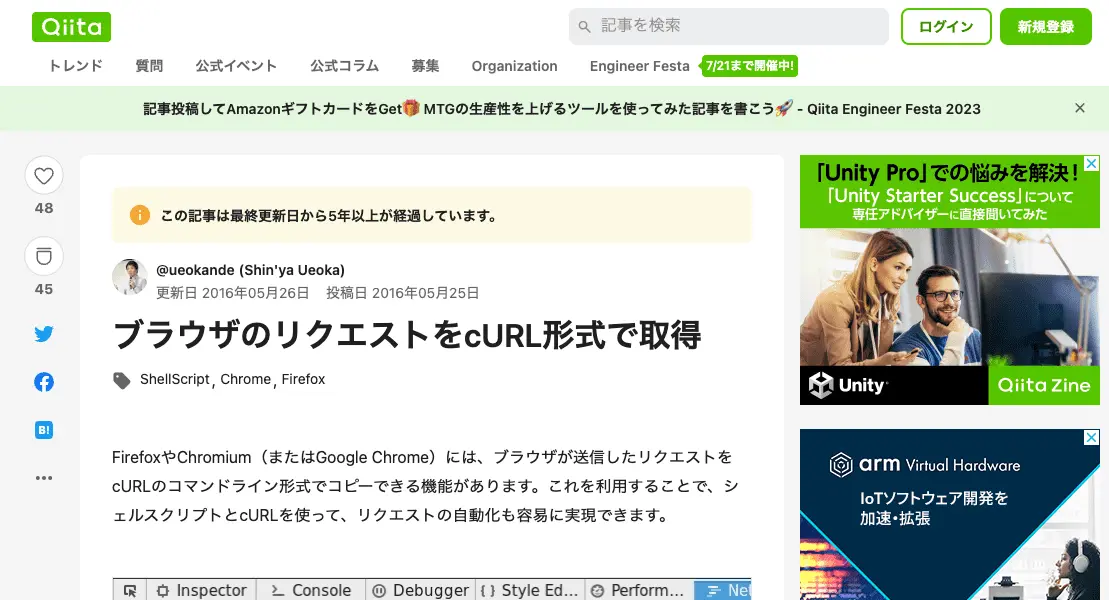 Qiita
記事を検索
ログイン
新規登録
トレンド 質問 公式イベント 公式コラム 募集 Organization Engineer Festa 7/21まで開催中!
記事投稿してAmazonギフトカードをGet🎁 MTGの生産性を上げるツールを使ってみた記事を書こう🚀 - Qiita Engineer Festa 2023
48
45
B!
この記事は最終更新日から5年以上が経過しています。
@ueokande (Shin'ya Ueoka)
更新日 2016年05月26日 投稿日 2016年05月25日
ブラウザのリクエストをcURL形式で取得
ShellScript, Chrome, Firefox
FirefoxやChromium（またはGoogle Chrome）には、ブラウザが送信したリクエストを
cURLのコマンドライン形式でコピーできる機能があります。これを利用することで、シ
ェルスクリプトとcURLを使って、リクエストの自動化も容易に実現できます。
Inspector Console Debugger Style Ed... Perform... Net
「Unity Pro」での悩みを解決！
「Unity Starter Success」について
専任アドバイザーに直接聞いてみた
Unity
Qiita Zine
arm Virtual Hardware
IoTソフトウェア開発を
加速・拡張